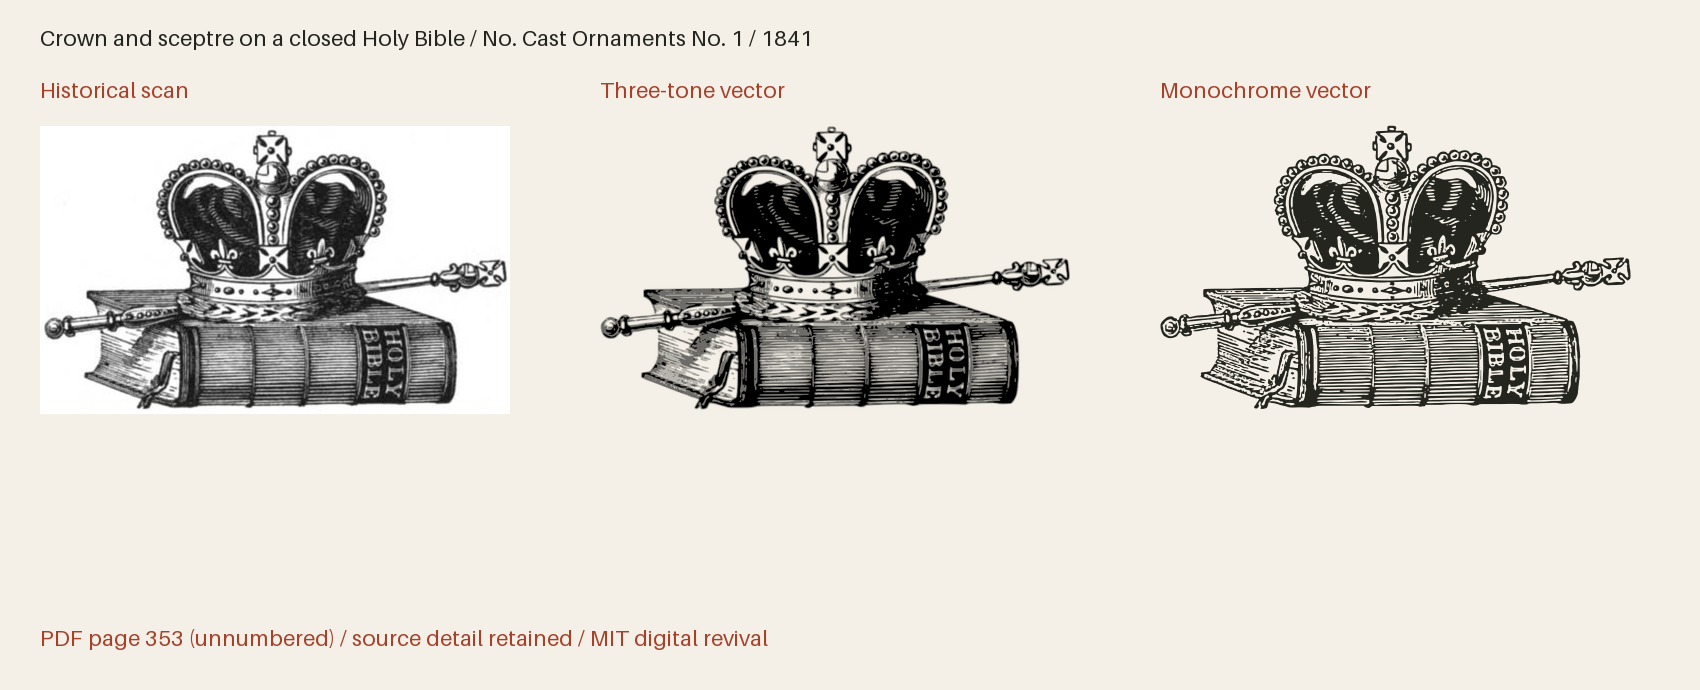 Crown and sceptre on a closed Holy Bible / No. Cast Ornaments No. 1 / 1841
Historical scan
Three-tone vector
Monochrome vector
HOLY
BIBLE
HOLY
BIBLE
HOLY
BIBLE
PDF page 353 (unnumbered) / source detail retained / MIT digital revival